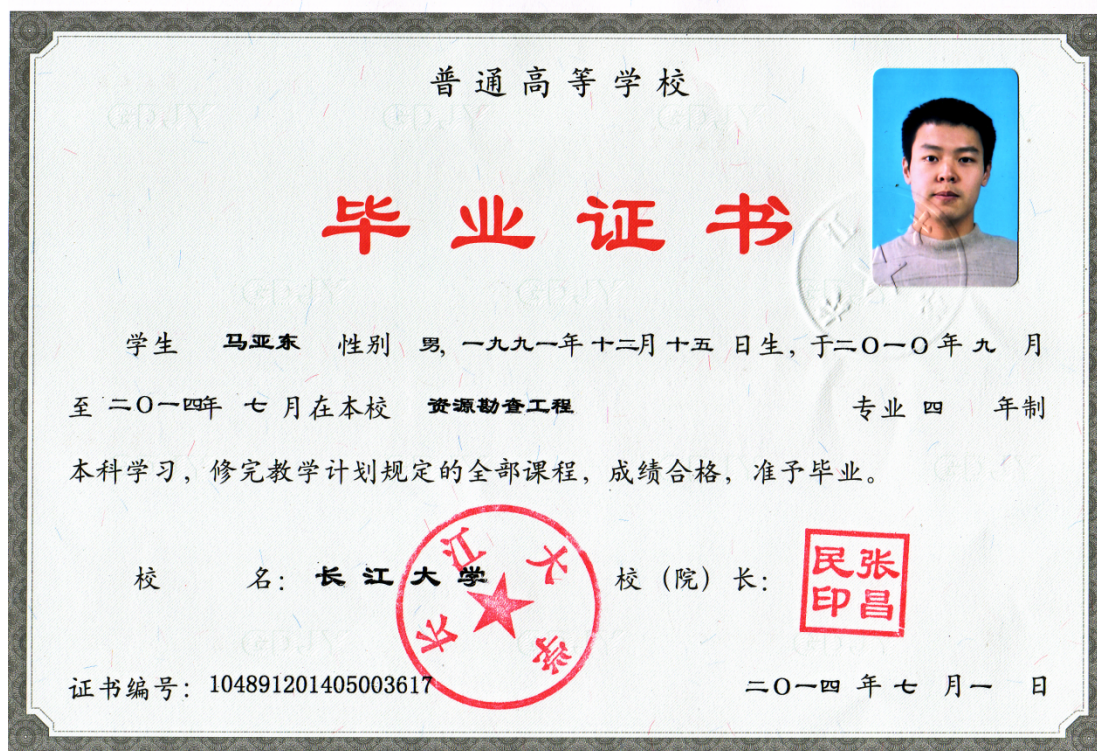 普通高等学校
毕业证书
学生 马亚东 性别 男, 一九九一年十二月十五 日生, 于二〇一〇年九 月
至二〇一四年 七 月在本校 资源勘查工程 专业 四 年制
本科学习, 修完教学计划规定的全部课程, 成绩合格, 准予毕业。
校 名: 长江大学 校 (院) 长:
长江大学
张昌民印
证书编号: 104891201405003617 二〇一四 年 七 月 一 日